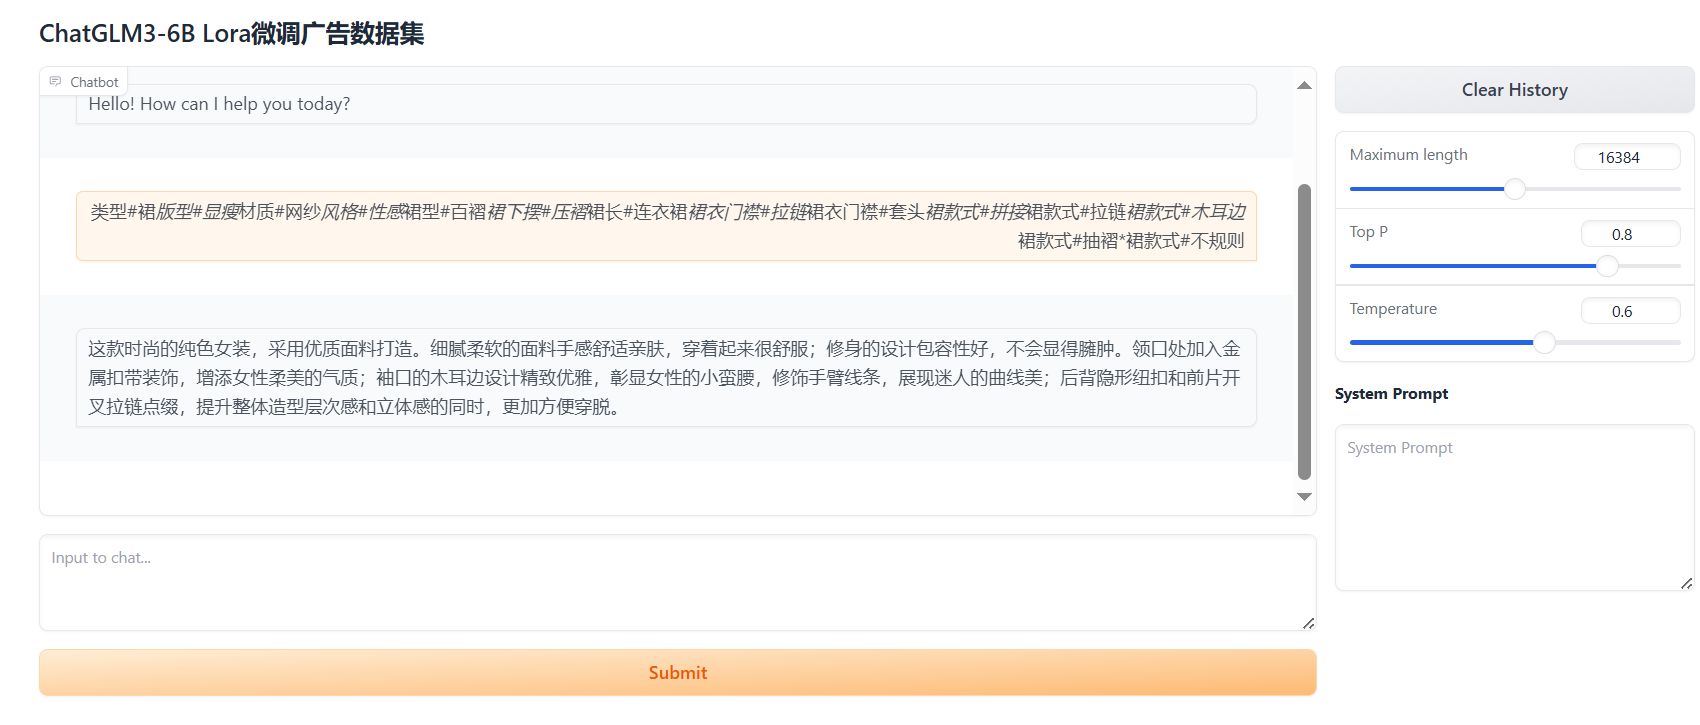 ChatGLM3-6B Lora微调广告数据集
Chatbot
Hello! How can I help you today?
类型#裙版型#显瘦材质#网纱风格#性感裙型#百褶裙下摆#压褶裙长#连衣裙裙衣门襟#拉链裙衣门襟#套头裙款式#拼接裙款式#拉链裙款式#木耳边
裙款式#抽褶*裙款式#不规则
这款时尚的纯色女装，采用优质面料打造。细腻柔软的面料手感舒适亲肤，穿着起来很舒服；修身的设计包容性好，不会显得臃肿。领口处加入金
属扣带装饰，增添女性柔美的气质；袖口的木耳边设计精致优雅，彰显女性的小蛮腰，修饰手臂线条，展现迷人的曲线美；后背隐形纽扣和前片开
叉拉链点缀，提升整体造型层次感和立体感的同时，更加方便穿脱。
Input to chat...
Submit
Clear History
Maximum length
16384
Top P
0.8
Temperature
0.6
System Prompt
System Prompt